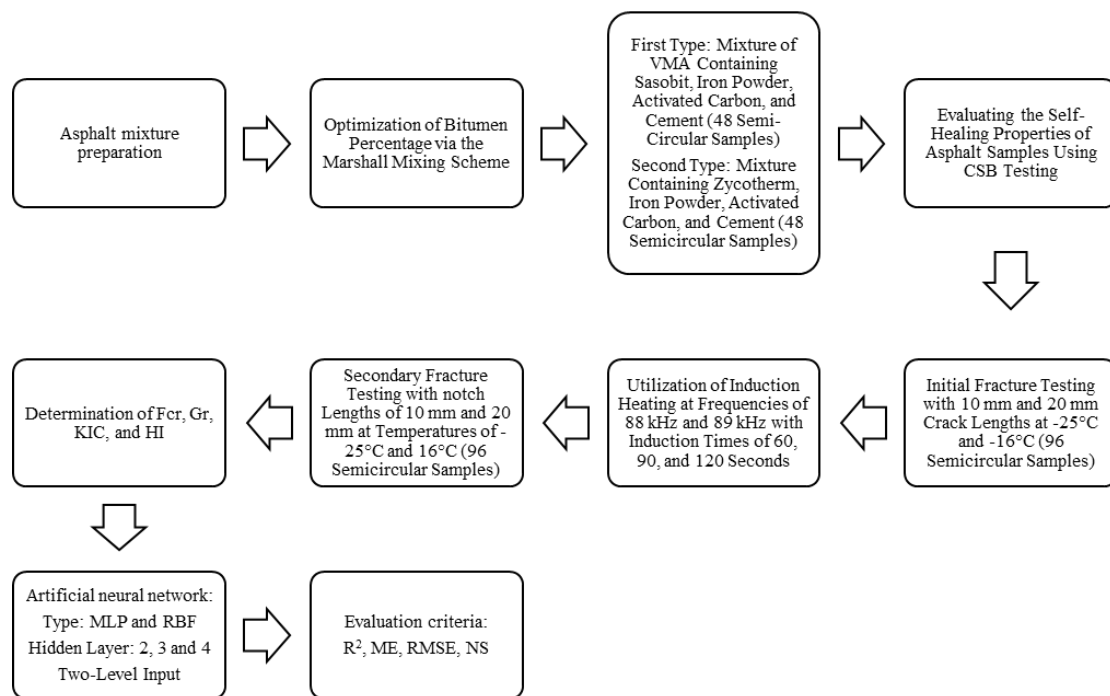 Asphalt mixture
preparation
Optimization of Bitumen
Percentage via the
Marshall Mixing Scheme
First Type: Mixture of
VMA Containing
Sasobit, Iron Powder,
Activated Carbon, and
Cement (48 Semi-
Circular Samples)
Second Type: Mixture
Containing Zycotherm,
Iron Powder, Activated
Carbon, and Cement (48
Semicircular Samples)
Evaluating the Self-
Healing Properties of
Asphalt Samples Using
CSB Testing
Initial Fracture Testing
with 10 mm and 20 mm
Crack Lengths at -25°C
and -16°C (96
Semicircular Samples)
Utilization of Induction
Heating at Frequencies of
88 kHz and 89 kHz with
Induction Times of 60,
90, and 120 Seconds
Secondary Fracture
Testing with notch
Lengths of 10 mm and 20
mm at Temperatures of -
25°C and 16°C (96
Semicircular Samples)
Determination of Fcr, Gr,
KIC, and HI
Artificial neural network:
Type: MLP and RBF
Hidden Layer: 2, 3 and 4
Two-Level Input
Evaluation criteria:
R², ME, RMSE, NS